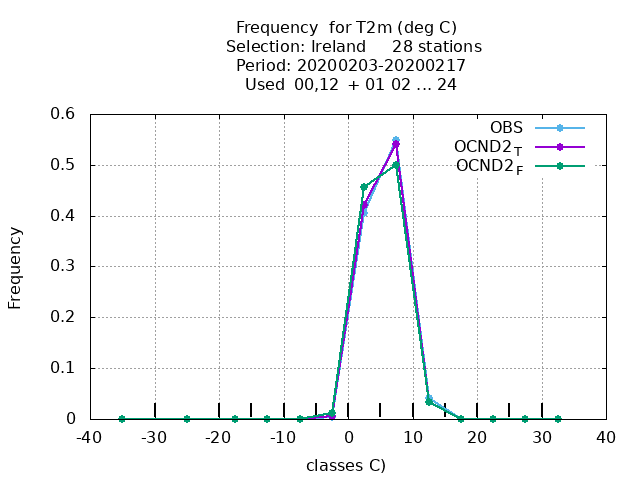 Frequency  for T2m (deg C)
Selection: Ireland     28 stations
Period: 20200203-20200217
Used  00,12  + 01 02 ... 24
OBS
OCND2 T
OCND2 F
0.6
0.5
0.4
0.3
0.2
0.1
0
Frequency
-40 -30 -20 -10 0 10 20 30 40
classes C)